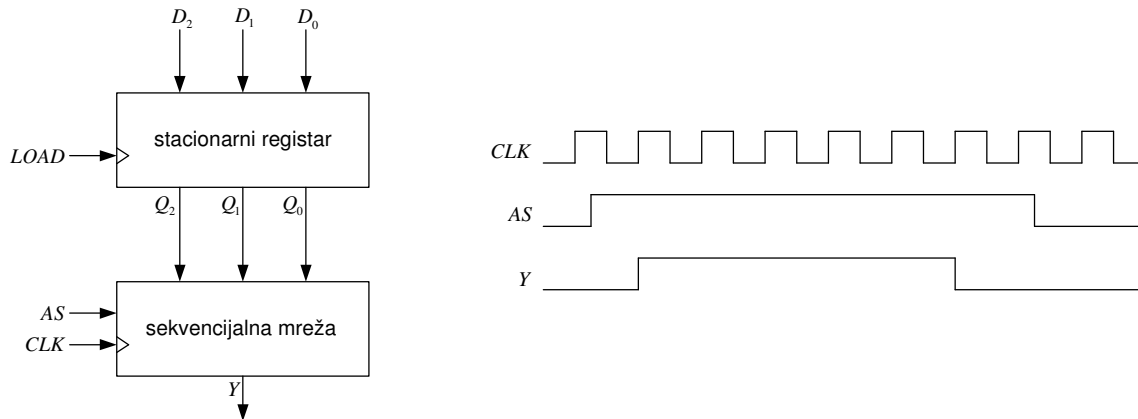 D₂ D₁ D₀
stacionarni registar
LOAD
Q₂ Q₁ Q₀
AS
sekvencijalna mreža
CLK
Y
CLK
AS
Y